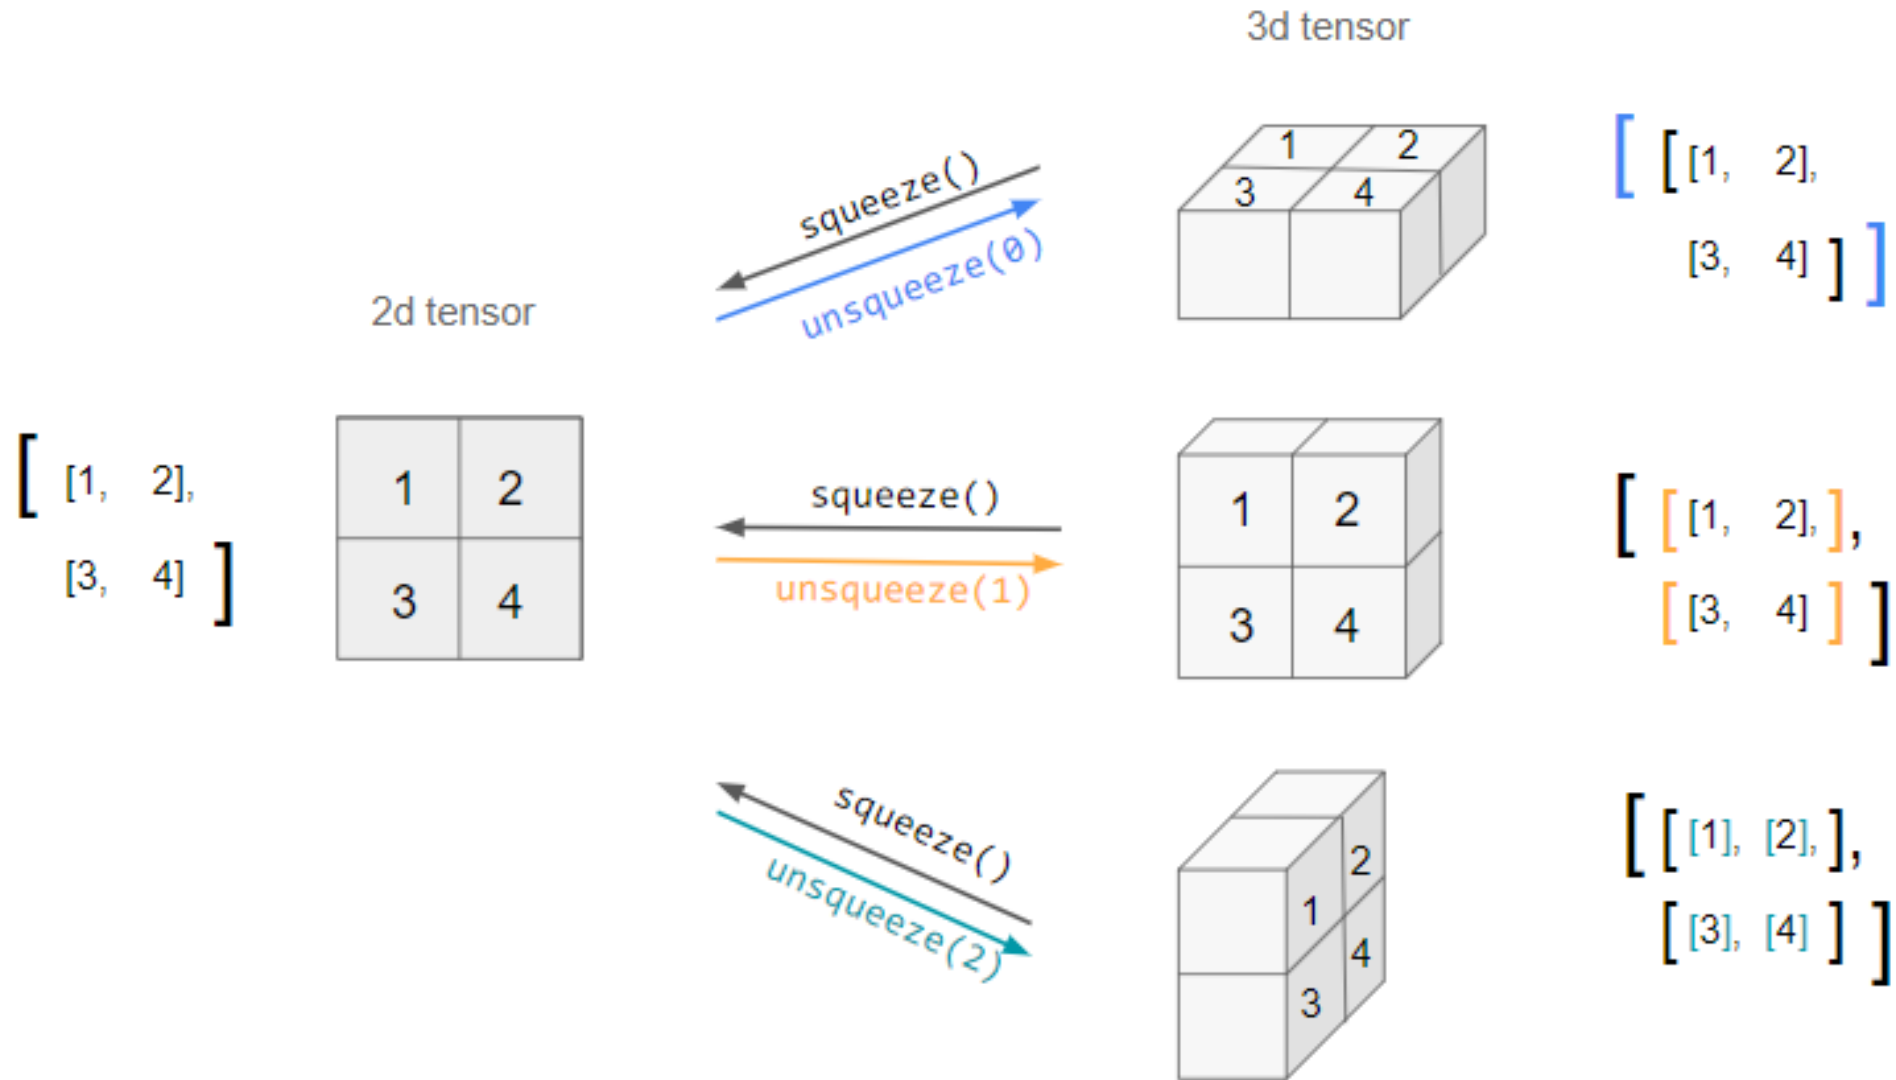 3d tensor
1 2
3 4
[ [ [1, 2],
[3, 4] ] ]
squeeze()
unsqueeze(0)
2d tensor
[ [1, 2],
[3, 4] ]
1 2
3 4
squeeze()
unsqueeze(1)
1 2
3 4
[ [ [1, 2], ],
[ [3, 4] ] ]
squeeze()
unsqueeze(2)
2
1
4
3
[ [ [1], [2], ],
[ [3], [4] ] ]